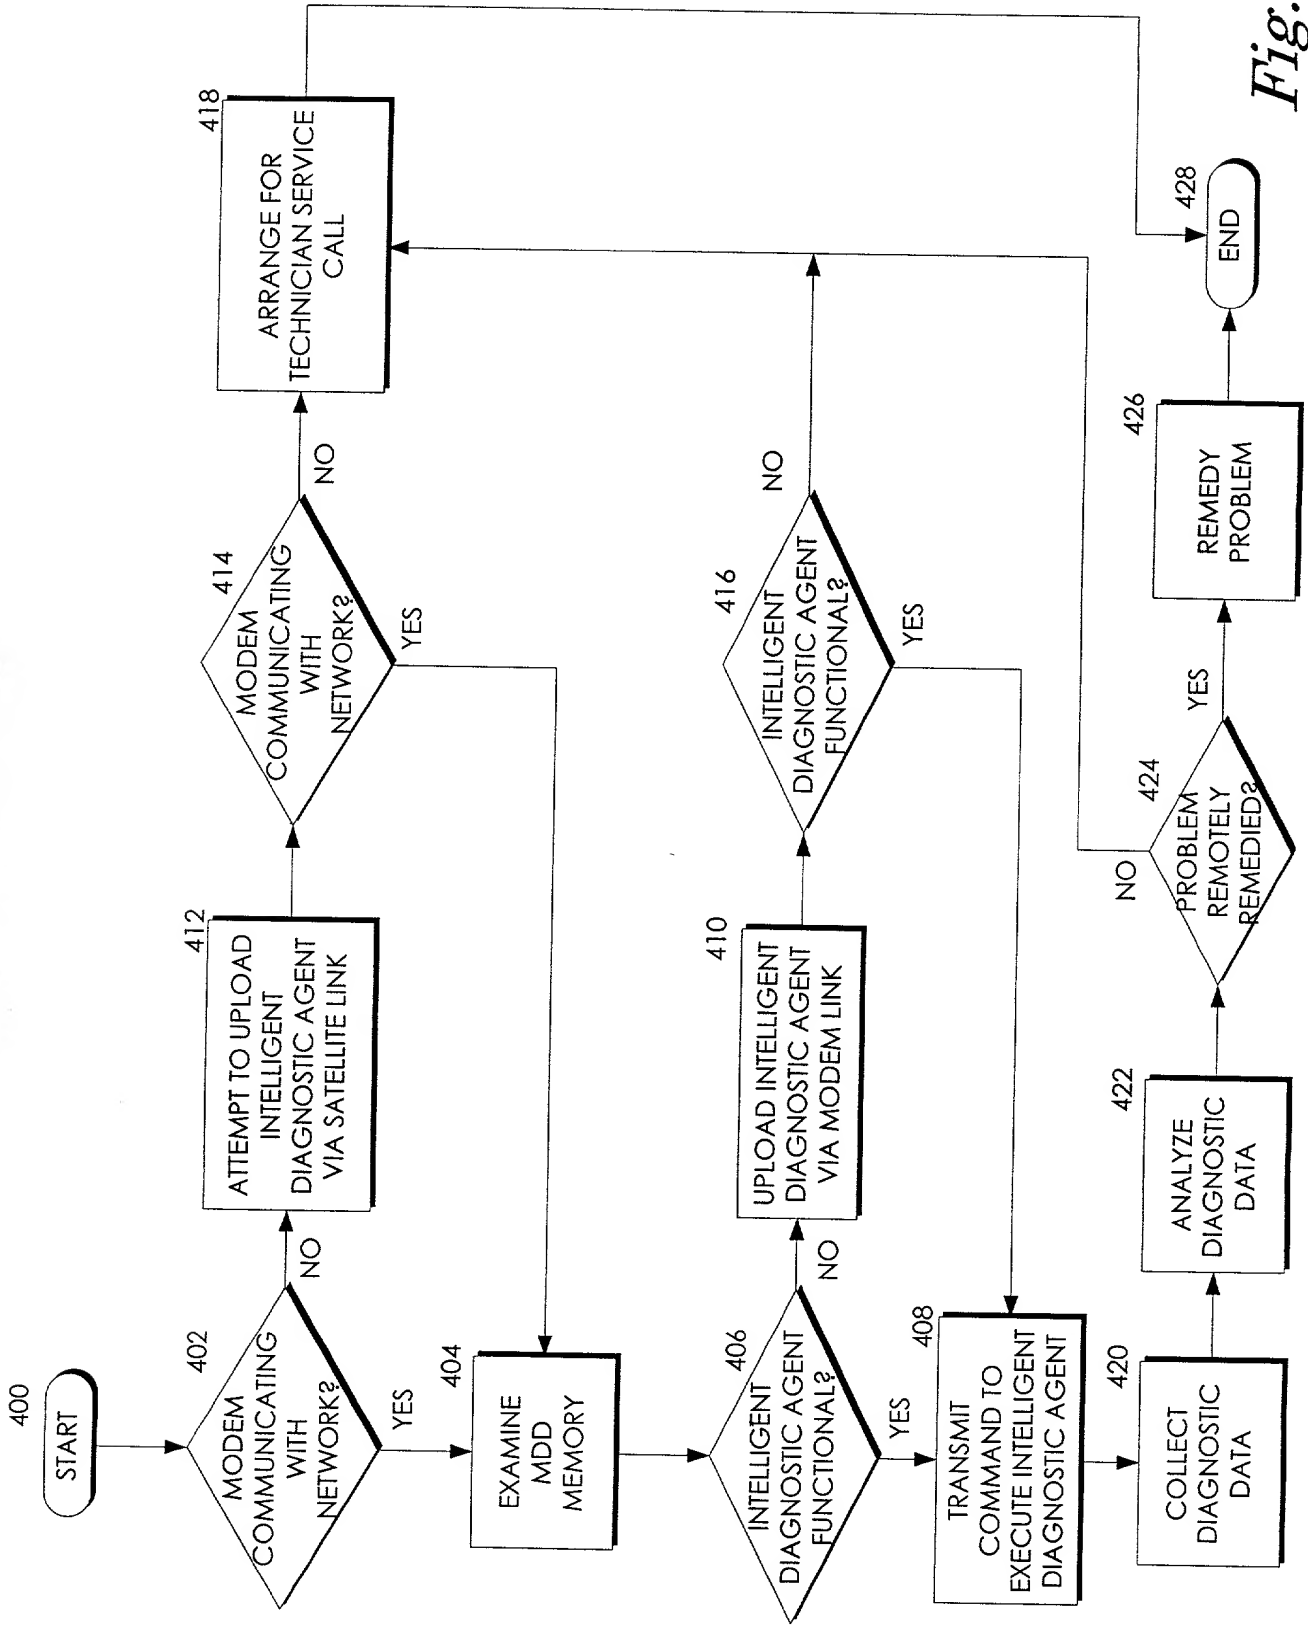 400
START
402
MODEM
COMMUNICATING
WITH
NETWORK?
NO
YES
412
ATTEMPT TO UPLOAD
INTELLIGENT
DIAGNOSTIC AGENT
VIA SATELLITE LINK
414
MODEM
COMMUNICATING
WITH
NETWORK?
NO
YES
418
ARRANGE FOR
TECHNICIAN SERVICE
CALL
404
EXAMINE
MDD
MEMORY
406
INTELLIGENT
DIAGNOSTIC AGENT
FUNCTIONAL?
NO
YES
410
UPLOAD INTELLIGENT
DIAGNOSTIC AGENT
VIA MODEM LINK
416
INTELLIGENT
DIAGNOSTIC AGENT
FUNCTIONAL?
NO
YES
408
TRANSMIT
COMMAND TO
EXECUTE INTELLIGENT
DIAGNOSTIC AGENT
420
COLLECT
DIAGNOSTIC
DATA
422
ANALYZE
DIAGNOSTIC
DATA
424
PROBLEM
REMOTELY
REMEDIED?
NO
YES
426
REMEDY
PROBLEM
428
END
Fig.